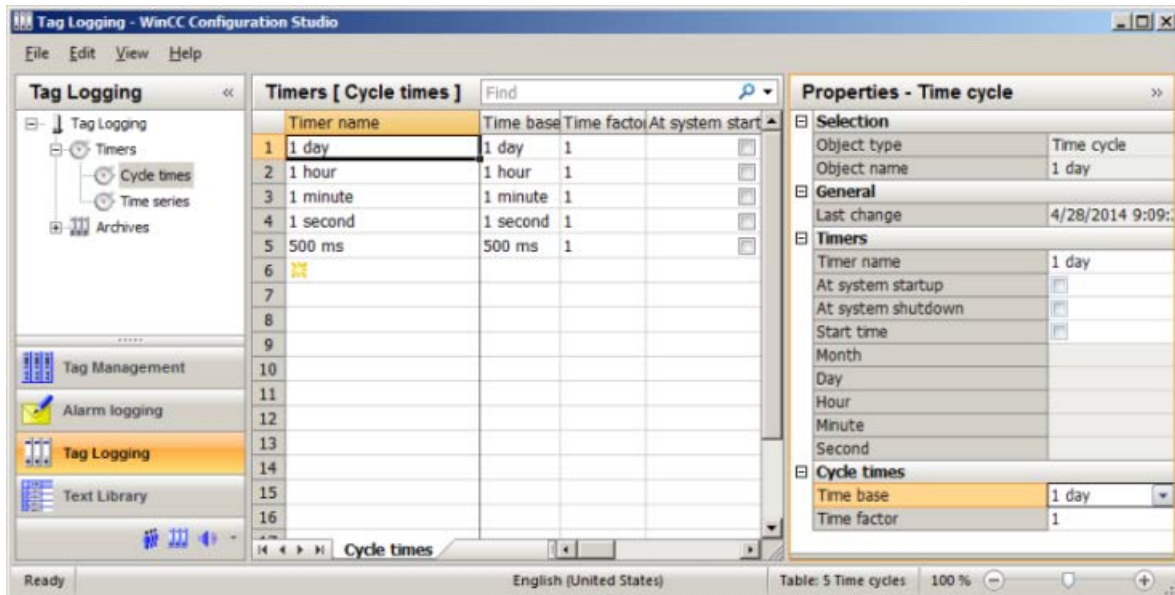 Tag Logging - WinCC Configuration Studio
File Edit View Help
Tag Logging «
Tag Logging
Timers
Cycle times
Time series
Archives
Tag Management
Alarm logging
Tag Logging
Text Library
Timers [ Cycle times ] Find
Timer name Time base Time factor At system start
1 1 day 1 day 1
2 1 hour 1 hour 1
3 1 minute 1 minute 1
4 1 second 1 second 1
5 500 ms 500 ms 1
6
7
8
9
10
11
12
13
14
15
16
Cycle times
Properties - Time cycle »
Selection
Object type Time cycle
Object name 1 day
General
Last change 4/28/2014 9:09:
Timers
Timer name 1 day
At system startup
At system shutdown
Start time
Month
Day
Hour
Minute
Second
Cycle times
Time base 1 day
Time factor 1
Ready English (United States) Table: 5 Time cycles 100 %